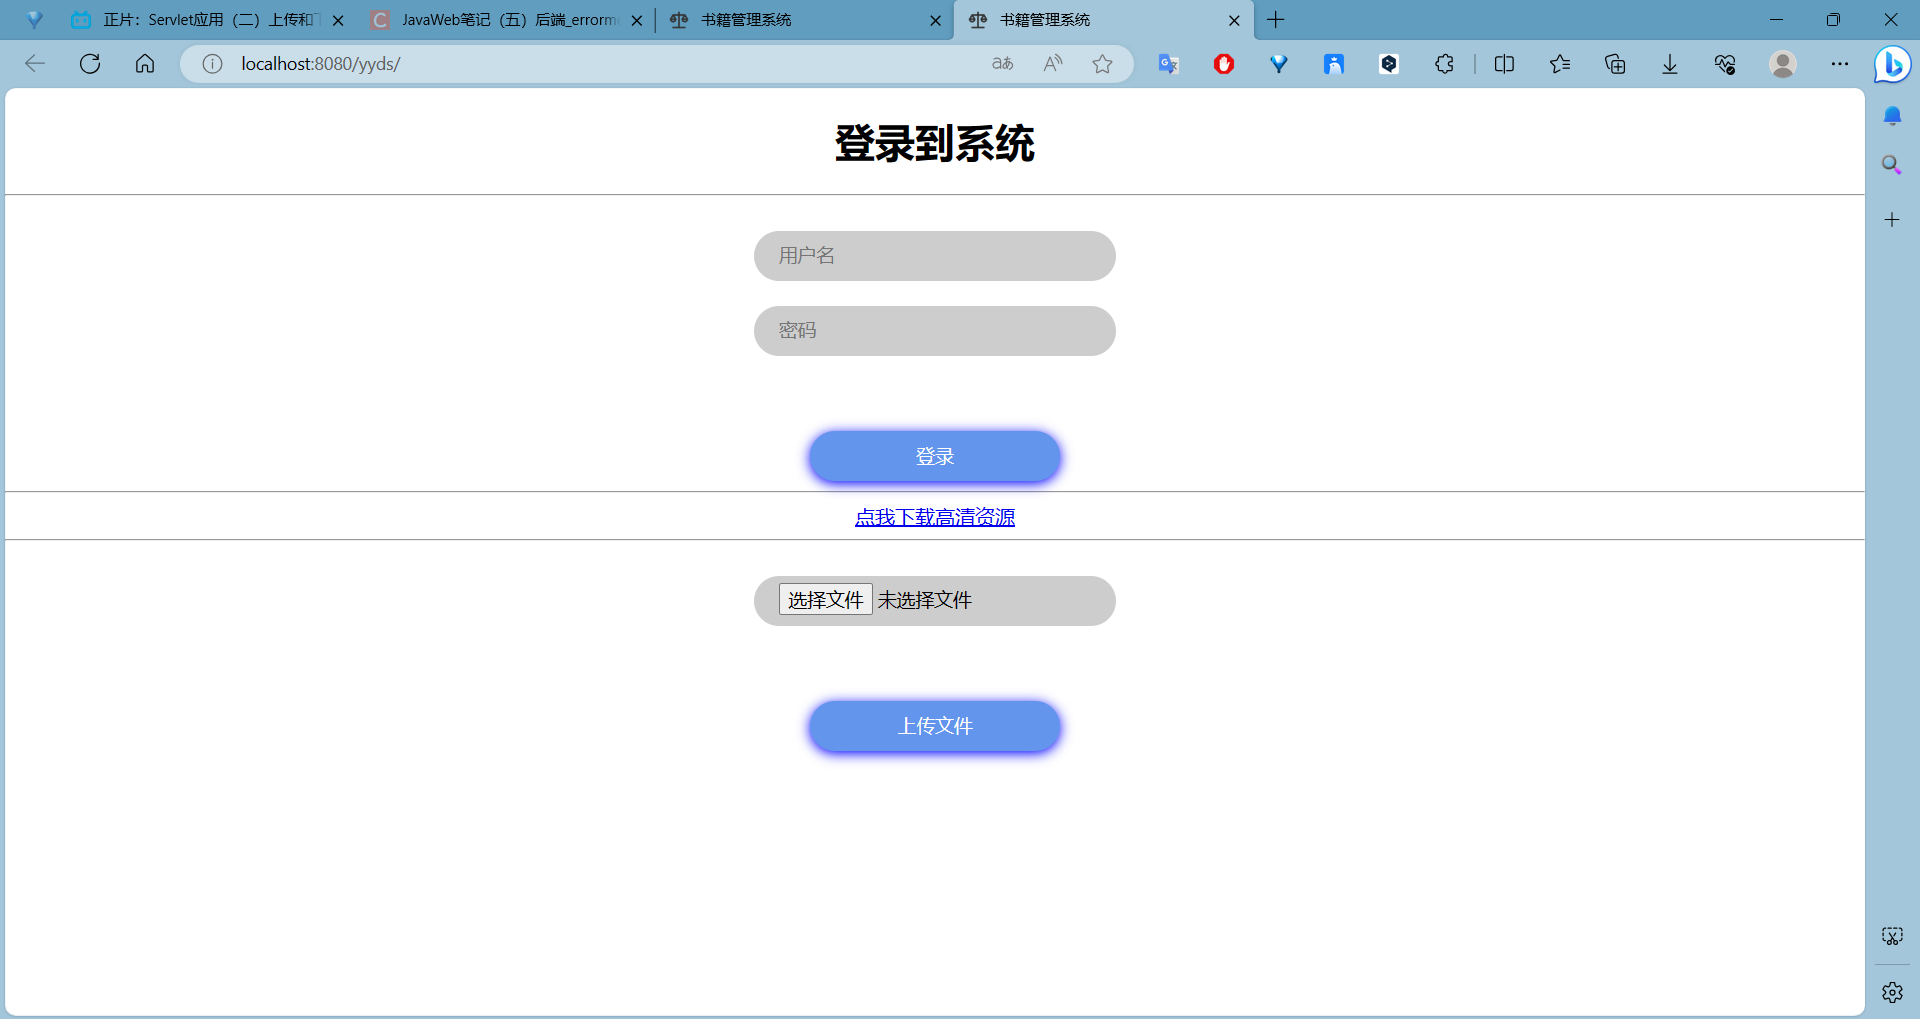 正片：Servlet应用（二）上传和
JavaWeb笔记（五）后端_errorm
书籍管理系统
书籍管理系统
localhost:8080/yyds/
登录到系统
用户名
密码
登录
点我下载高清资源
选择文件 未选择文件
上传文件